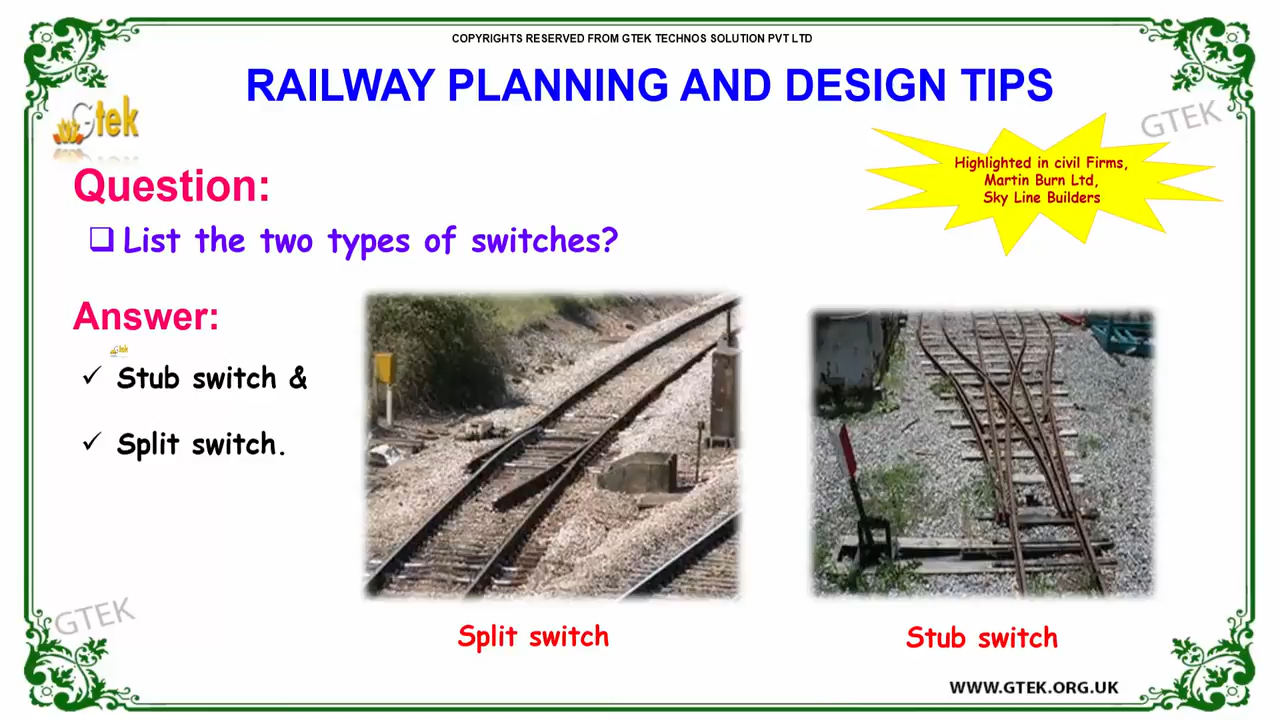 COPYRIGHTS RESERVED FROM GTEK TECHNOS SOLUTION PVT LTD
RAILWAY PLANNING AND DESIGN TIPS
Gtek
GTEK
Highlighted in civil Firms,
Martin Burn Ltd,
Sky Line Builders
Question:
List the two types of switches?
Answer:
Gtek
Stub switch &
Split switch.
Split switch
Stub switch
GTEK
WWW.GTEK.ORG.UK